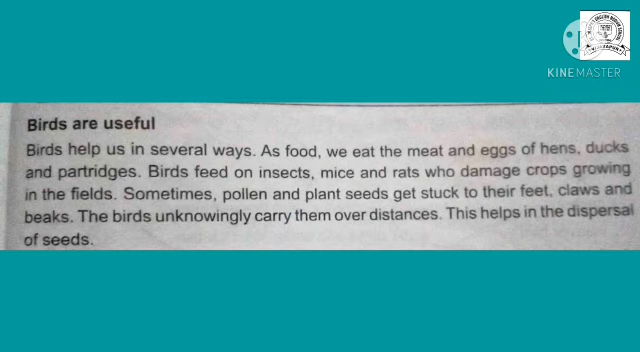 KINEMASTER
Birds are useful
Birds help us in several ways. As food, we eat the meat and eggs of hens, ducks
and partridges. Birds feed on insects, mice and rats who damage crops growing
in the fields. Sometimes, pollen and plant seeds get stuck to their feet, claws and
beaks. The birds unknowingly carry them over distances. This helps in the dispersal
of seeds.